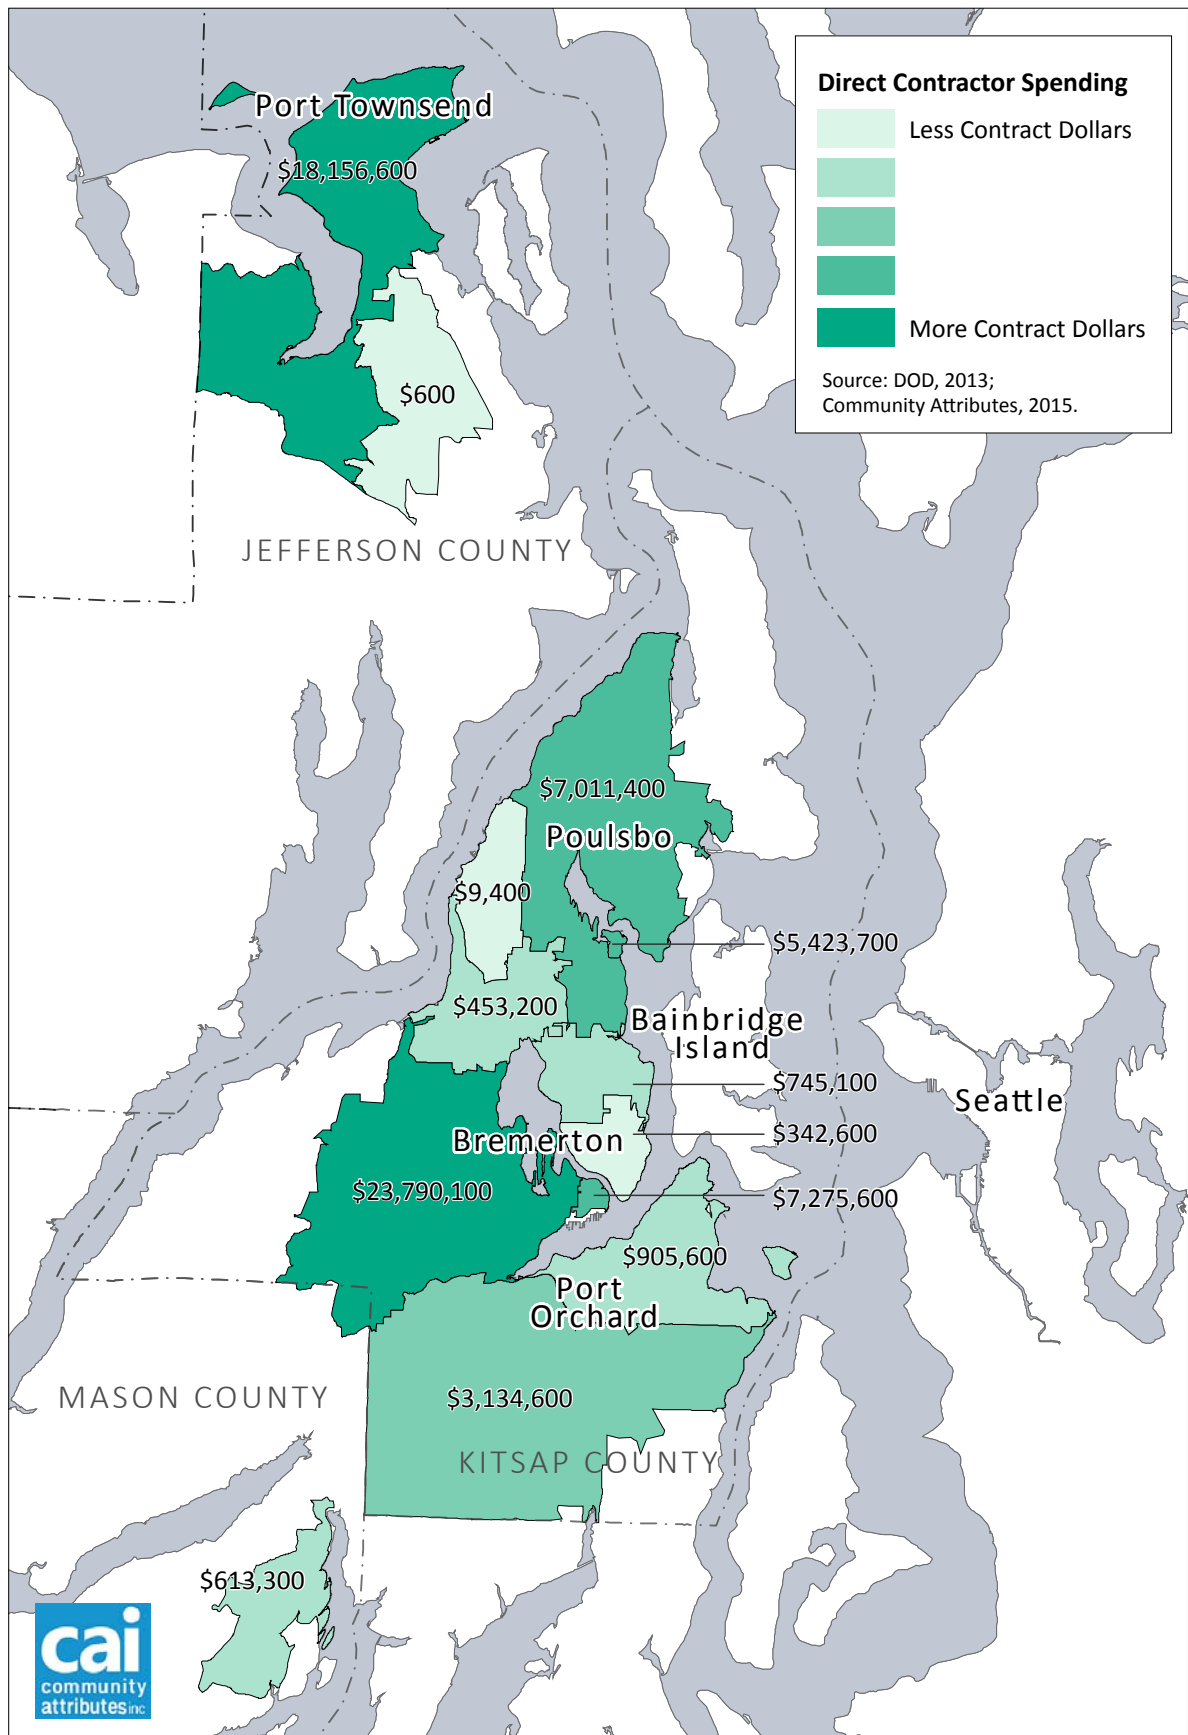 Direct Contractor Spending
Less Contract Dollars
More Contract Dollars
Source: DOD, 2013;
Community Attributes, 2015.
Port Townsend
$18,156,600
$600
JEFFERSON COUNTY
$7,011,400
Poulsbo
$9,400
$5,423,700
$453,200
Bainbridge
Island
$745,100
Seattle
$342,600
Bremerton
$23,790,100
$7,275,600
$905,600
Port
Orchard
MASON COUNTY
$3,134,600
KITSAP COUNTY
$613,300
cai
community
attributes inc